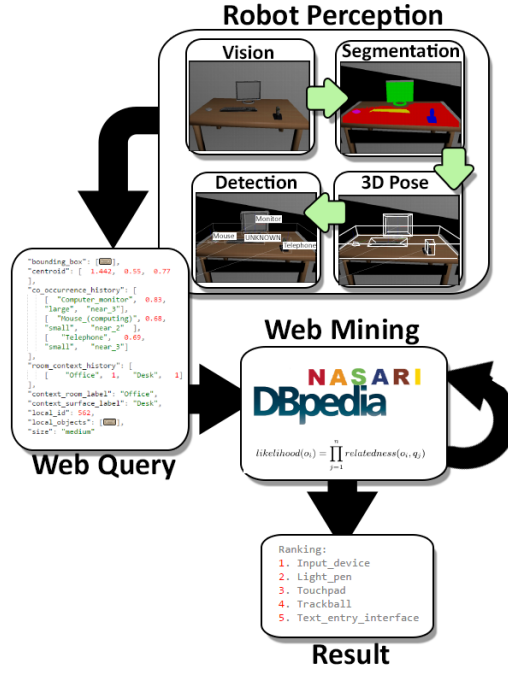 Robot Perception
Vision
Segmentation
Detection
3D Pose
Monitor
Mouse
UNKNOWN
Telephone
"bounding_box": [ ],
"centroid": [ 1.442, 0.55, 0.77
],
"co_occurrence_history": [
[ "Computer_monitor", 0.83,
"large", "near_3"],
[ "Mouse_(computing)", 0.68,
"small", "near_2" ],
[ "Telephone", 0.69,
"small", "near_3"]
],
"room_context_history": [
[ "Office", 1, "Desk", 1]
],
"context_room_label": "Office",
"context_surface_label": "Desk",
"local_id": 562,
"local_objects": [ ],
"size": "medium"
Web Query
Web Mining
NASARI
DBpedia
likelihood(o_i) = ∏_{j=1}^{n} relatedness(o_i, q_j)
Ranking:
1. Input_device
2. Light_pen
3. Touchpad
4. Trackball
5. Text_entry_interface
Result